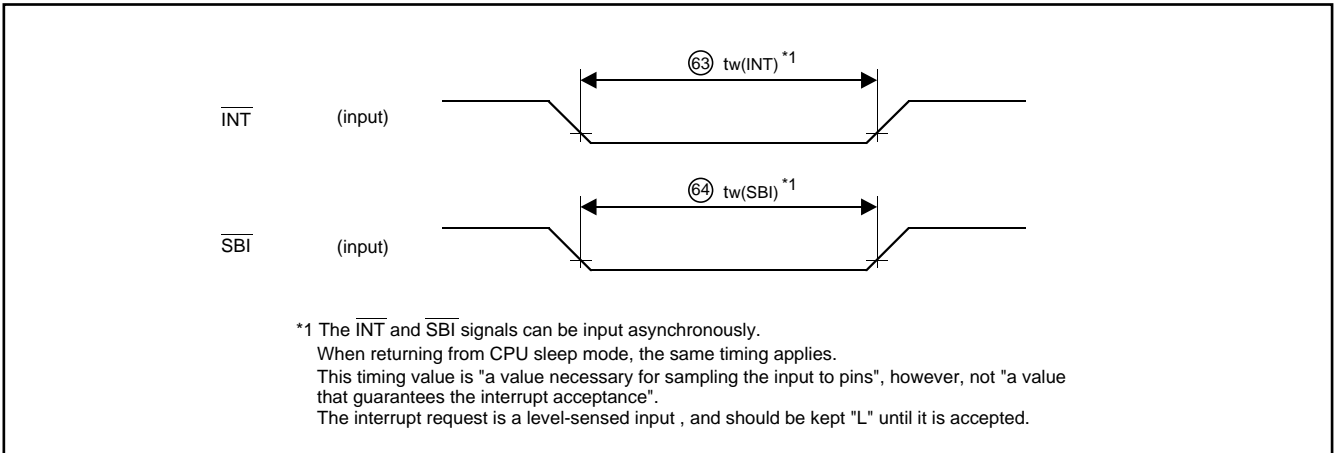 63 tw(INT) *1
INT (input)
64 tw(SBI) *1
SBI (input)
*1 The INT and SBI signals can be input asynchronously.
When returning from CPU sleep mode, the same timing applies.
This timing value is "a value necessary for sampling the input to pins", however, not "a value
that guarantees the interrupt acceptance".
The interrupt request is a level-sensed input , and should be kept "L" until it is accepted.